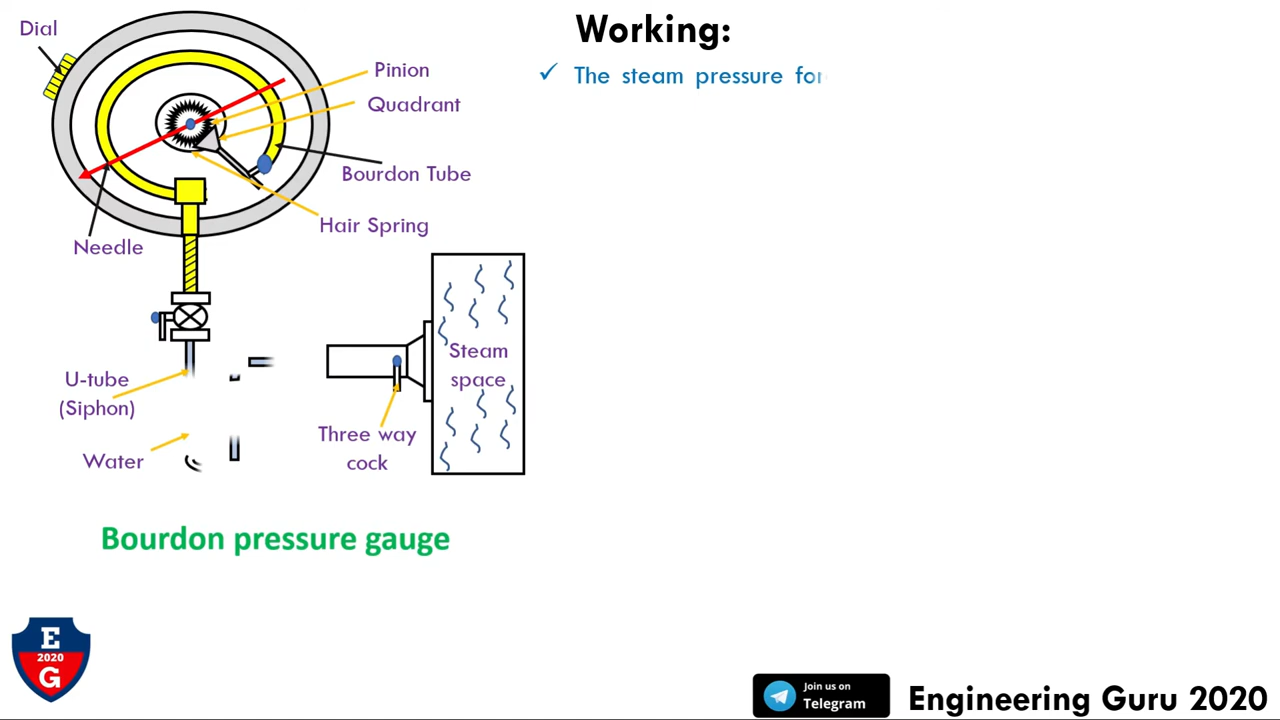 Dial
Working:
✓ The steam pressure for
Pinion
Quadrant
Bourdon Tube
Hair Spring
Needle
Steam
space
U-tube
(Siphon)
Three way
cock
Water
Bourdon pressure gauge
E
2020
G
Join us on
Telegram
Engineering Guru 2020